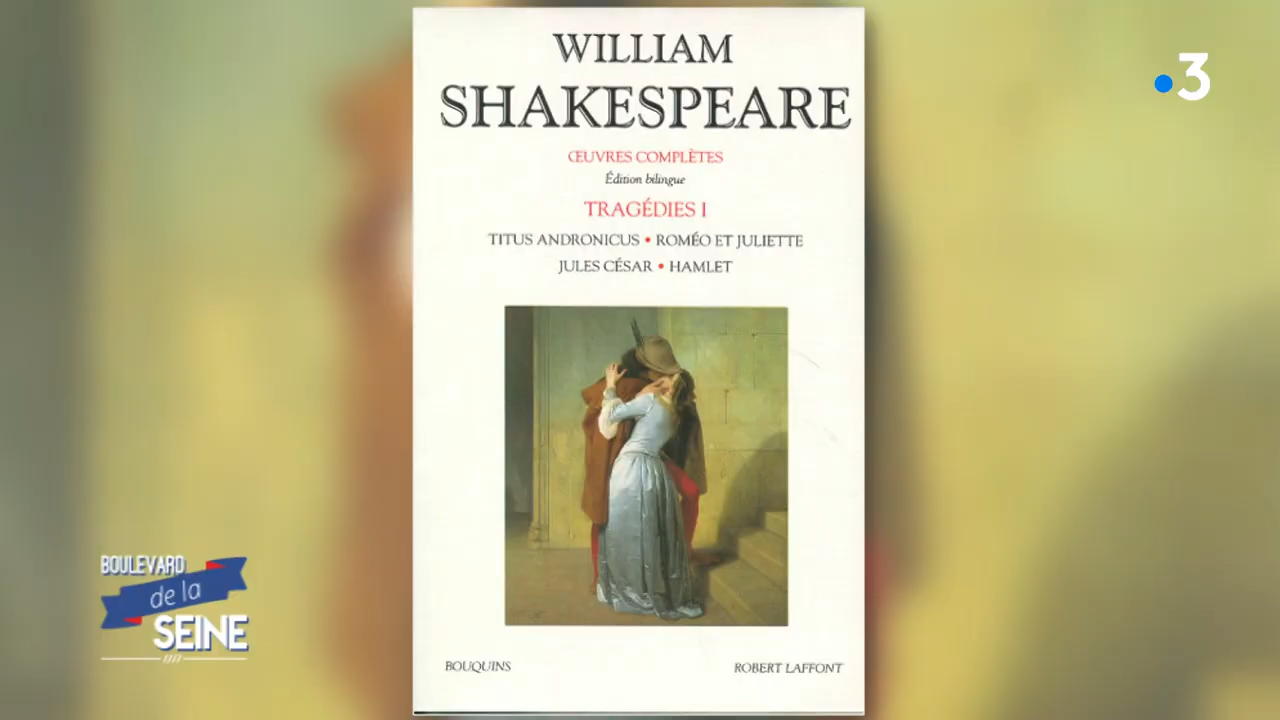 WILLIAM
SHAKESPEARE
ŒUVRES COMPLÈTES
Édition bilingue
TRAGÉDIES I
TITUS ANDRONICUS • ROMÉO ET JULIETTE
JULES CÉSAR • HAMLET
BOUQUINS
ROBERT LAFFONT
3
BOULEVARD
de la
SEINE